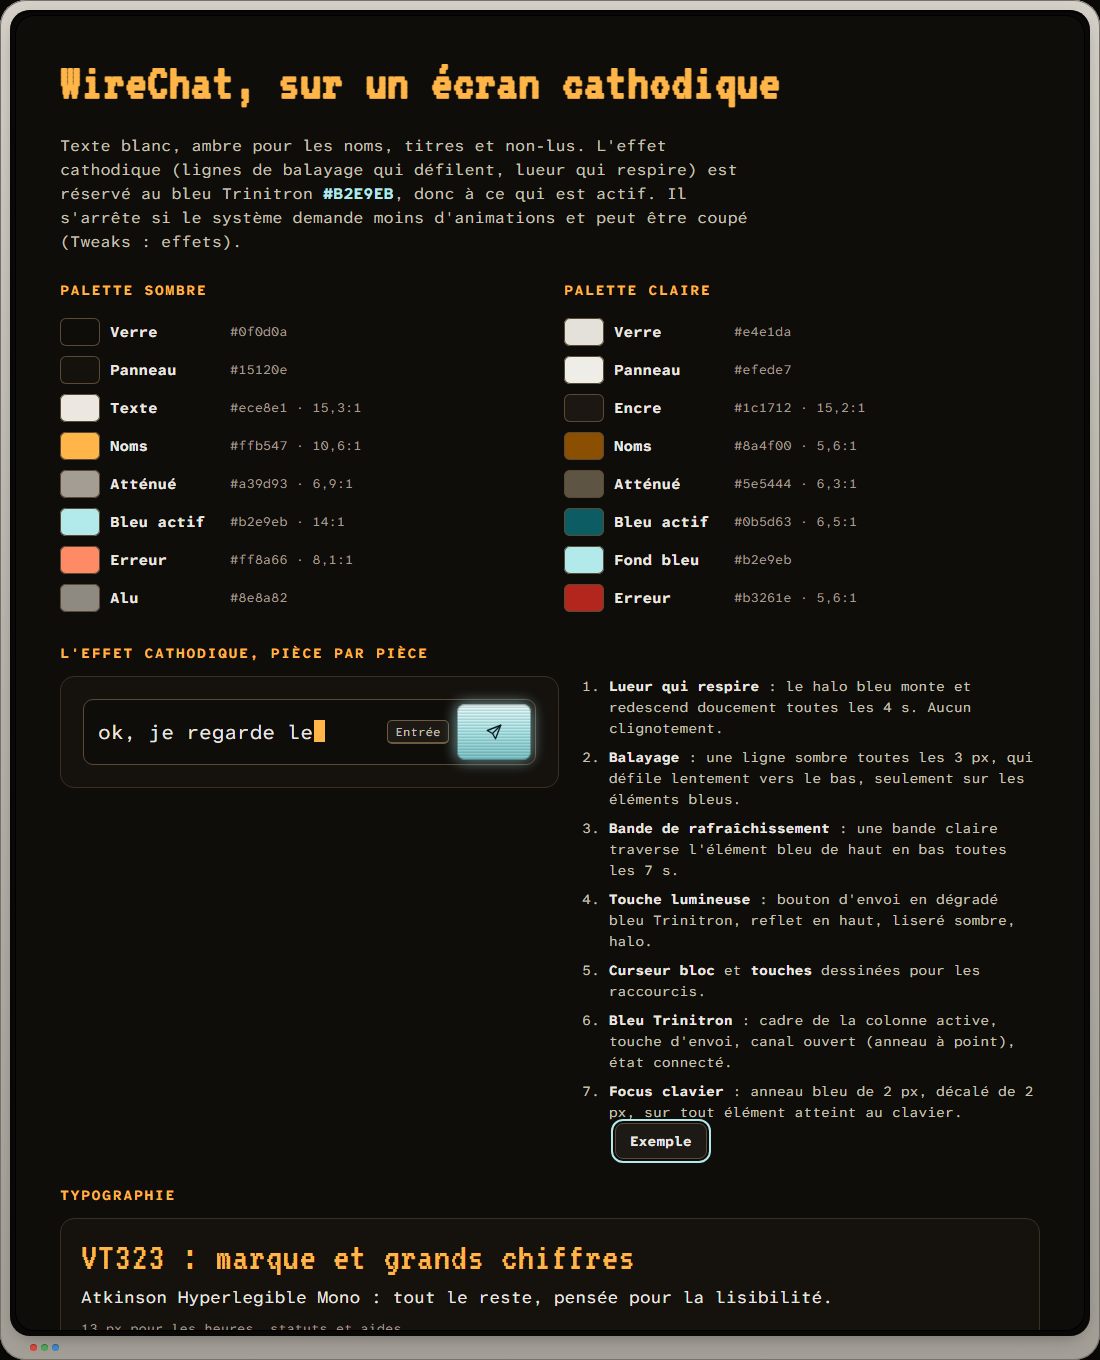 WireChat, sur un écran cathodique
Texte blanc, ambre pour les noms, titres et non-lus. L'effet
cathodique (lignes de balayage qui défilent, lueur qui respire) est
réservé au bleu Trinitron #B2E9EB, donc à ce qui est actif. Il
s'arrête si le système demande moins d'animations et peut être coupé
(Tweaks : effets).
PALETTE SOMBRE
Verre #0f0d0a
Panneau #15120e
Texte #ece8e1 · 15,3:1
Noms #ffb547 · 10,6:1
Atténué #a39d93 · 6,9:1
Bleu actif #b2e9eb · 14:1
Erreur #ff8a66 · 8,1:1
Alu #8e8a82
PALETTE CLAIRE
Verre #e4e1da
Panneau #efede7
Encre #1c1712 · 15,2:1
Noms #8a4f00 · 5,6:1
Atténué #5e5444 · 6,3:1
Bleu actif #0b5d63 · 6,5:1
Fond bleu #b2e9eb
Erreur #b3261e · 5,6:1
L'EFFET CATHODIQUE, PIÈCE PAR PIÈCE
ok, je regarde le
Entrée
1. Lueur qui respire : le halo bleu monte et
redescend doucement toutes les 4 s. Aucun
clignotement.
2. Balayage : une ligne sombre toutes les 3 px, qui
défile lentement vers le bas, seulement sur les
éléments bleus.
3. Bande de rafraîchissement : une bande claire
traverse l'élément bleu de haut en bas toutes
les 7 s.
4. Touche lumineuse : bouton d'envoi en dégradé
bleu Trinitron, reflet en haut, liseré sombre,
halo.
5. Curseur bloc et touches dessinées pour les
raccourcis.
6. Bleu Trinitron : cadre de la colonne active,
touche d'envoi, canal ouvert (anneau à point),
état connecté.
7. Focus clavier : anneau bleu de 2 px, décalé de 2
px, sur tout élément atteint au clavier.
Exemple
TYPOGRAPHIE
VT323 : marque et grands chiffres
Atkinson Hyperlegible Mono : tout le reste, pensée pour la lisibilité.
13 px pour les heures, statuts et aides